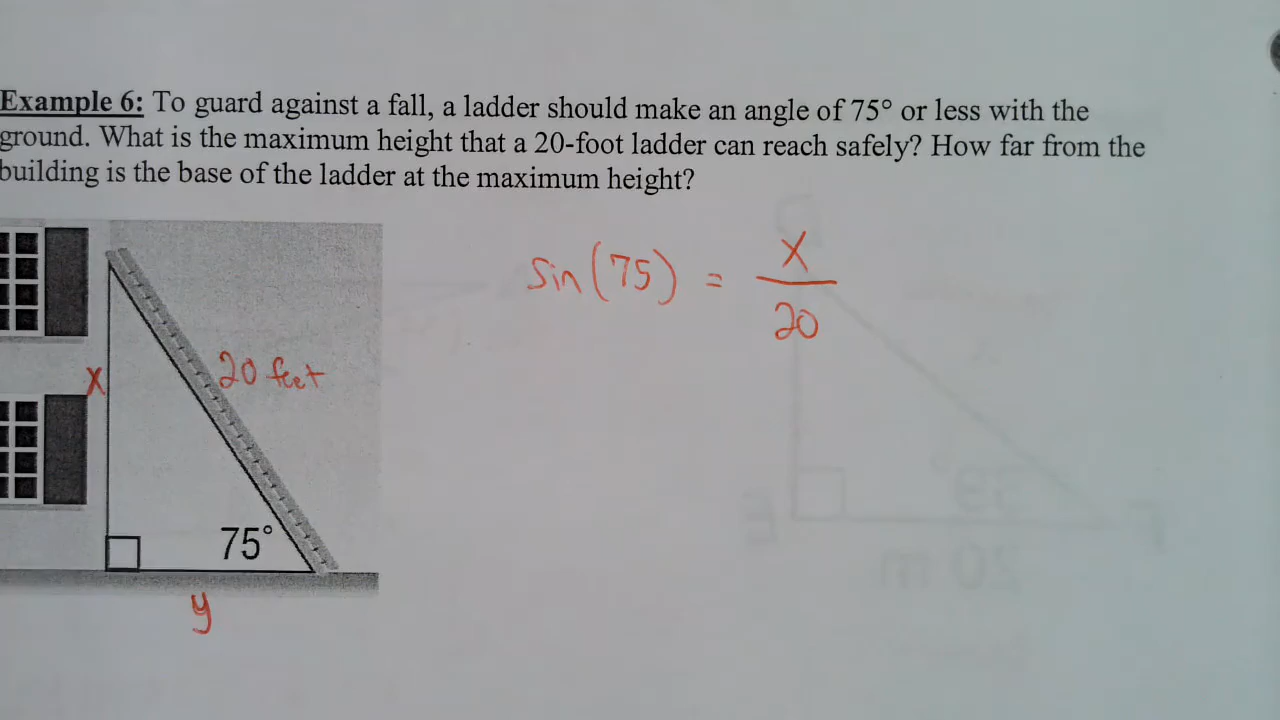 Example 6: To guard against a fall, a ladder should make an angle of 75° or less with the
ground. What is the maximum height that a 20-foot ladder can reach safely? How far from the
building is the base of the ladder at the maximum height?
sin(75) = x
20
20 feet
x
75°
y